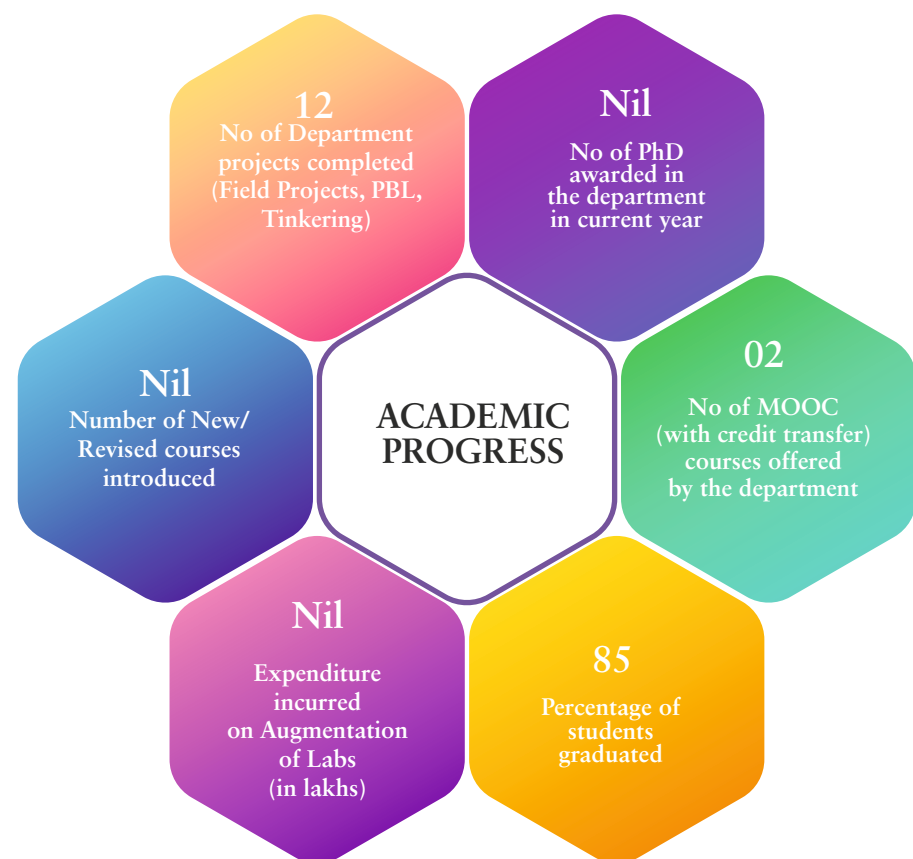 12
No of Department
projects completed
(Field Projects, PBL,
Tinkering)
Nil
No of PhD
awarded in
the department
in current year
Nil
Number of New/
Revised courses
introduced
ACADEMIC
PROGRESS
02
No of MOOC
(with credit transfer)
courses offered
by the department
Nil
Expenditure
incurred
on Augmentation
of Labs
(in lakhs)
85
Percentage of
students
graduated